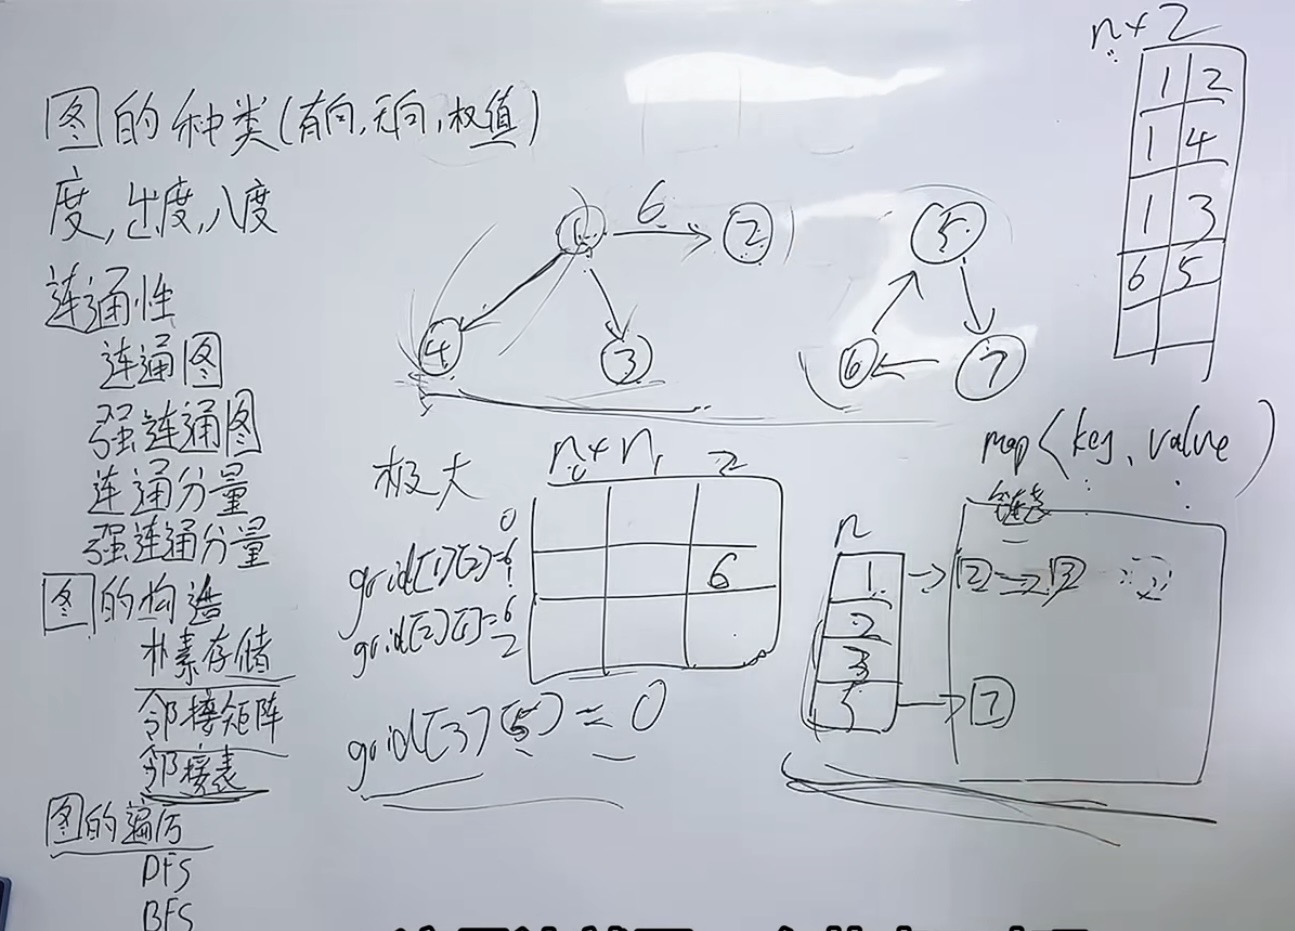 图的种类(有向,无向,权值)
度,出度,入度
连通性
连通图
强连通图
连通分量
强连通分量
图的构造
朴素存储
邻接矩阵
邻接表
图的遍历
DFS
BFS
1
6
2
4
3
5
6
7
极大
n*n
2
0
1
2
6
grid[1][2]=6
grid[2][1]=6
grid[3][5]=0
n*2
1 2
1 4
1 3
6 5
map<key,value>
链表
n
1
2
3
5
2
7